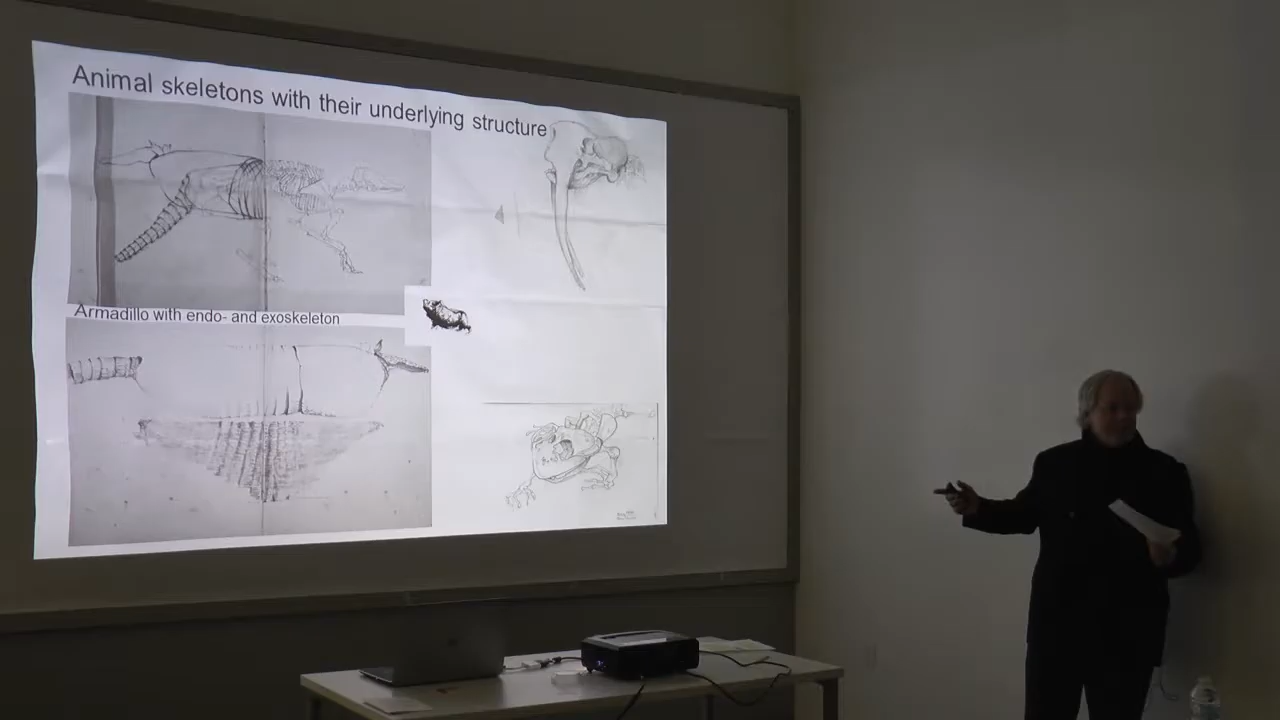 Animal skeletons with their underlying structure
Armadillo with endo- and exoskeleton